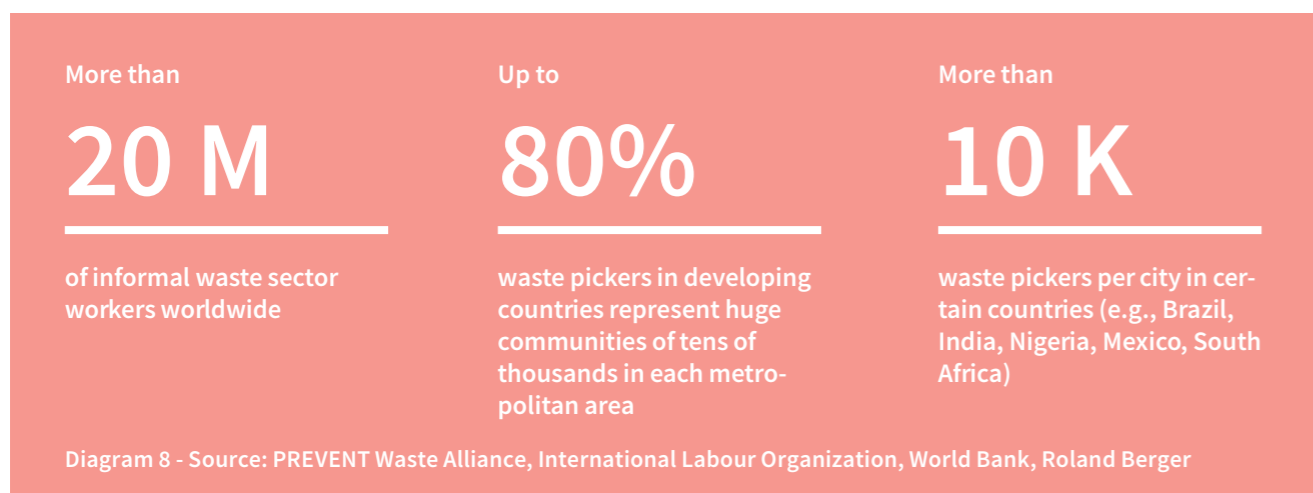 More than
20 M
of informal waste sector
workers worldwide
Up to
80%
waste pickers in developing
countries represent huge
communities of tens of
thousands in each metro-
politan area
More than
10 K
waste pickers per city in cer-
tain countries (e.g., Brazil,
India, Nigeria, Mexico, South
Africa)
Diagram 8 - Source: PREVENT Waste Alliance, International Labour Organization, World Bank, Roland Berger